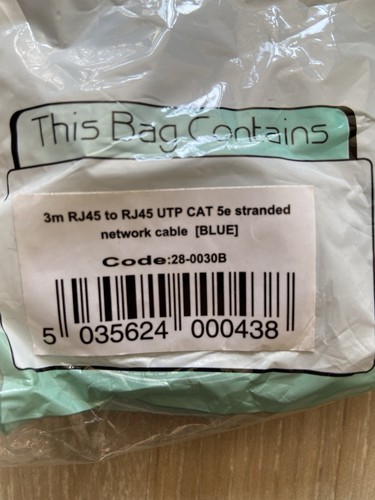 This Bag Contains
3m RJ45 to RJ45 UTP CAT 5e stranded
network cable [BLUE]
Code:28-0030B
5 035624 000438